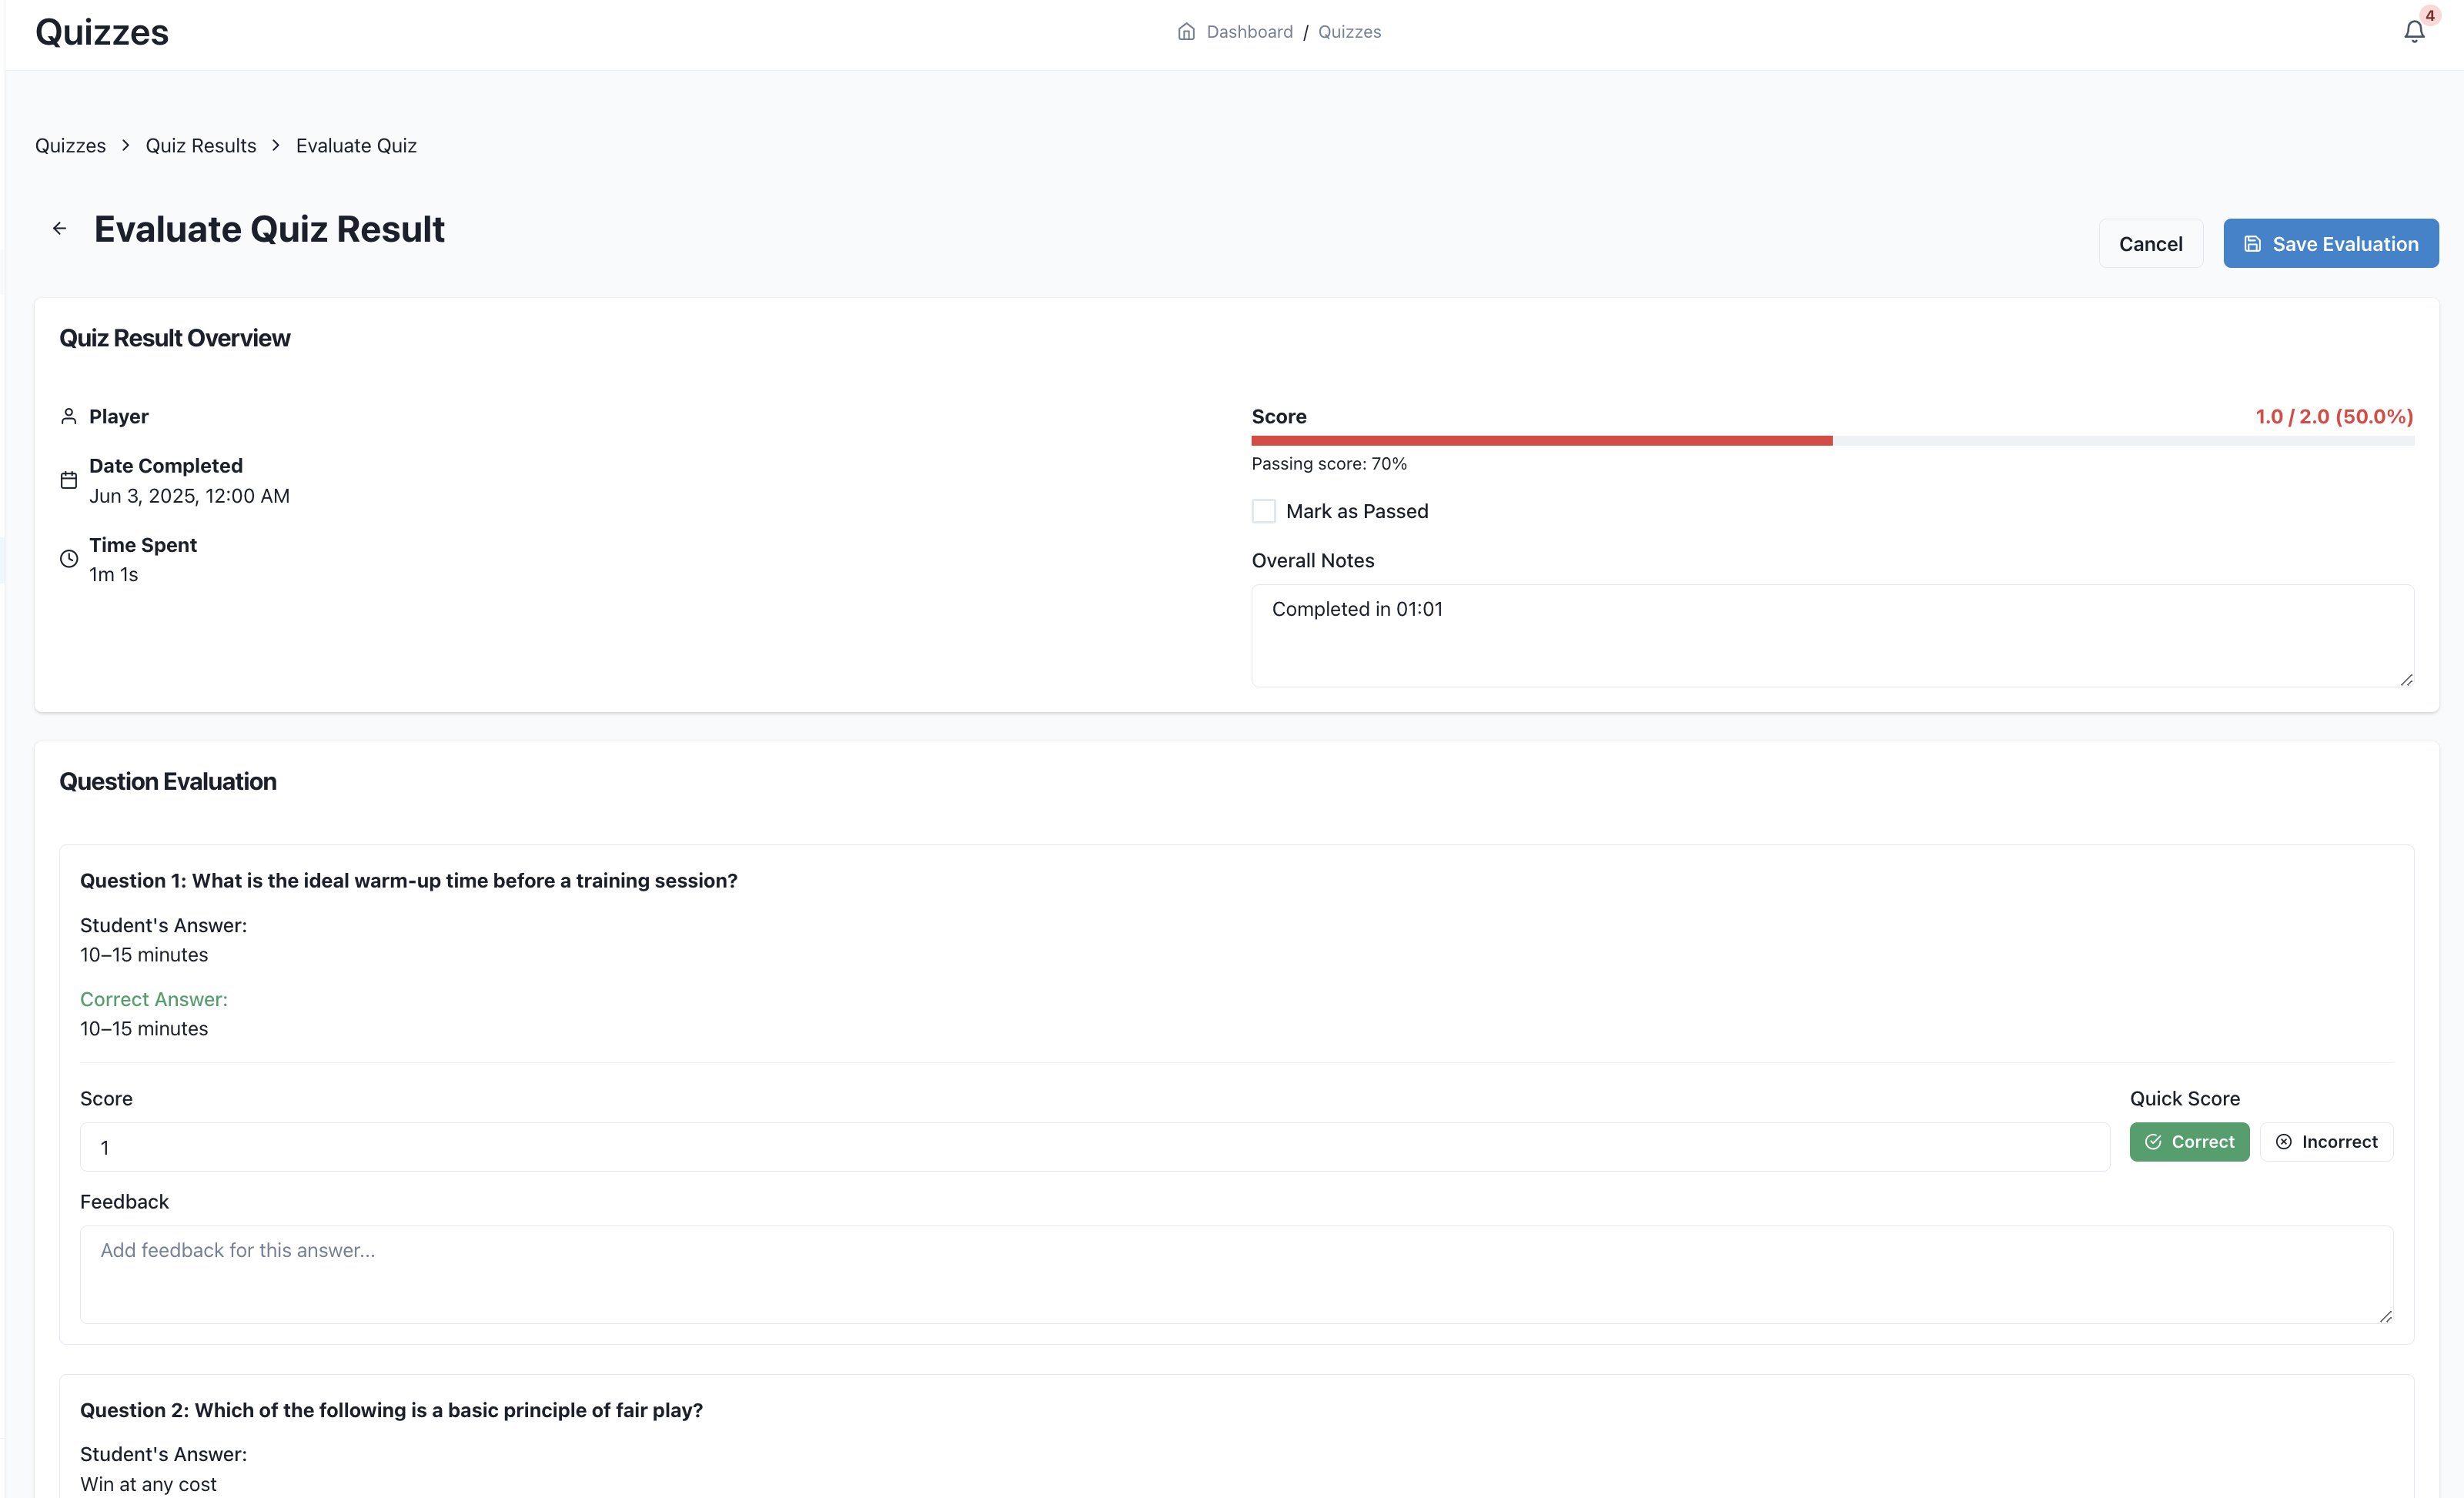 Quizzes
Dashboard / Quizzes
4
Quizzes > Quiz Results > Evaluate Quiz
Evaluate Quiz Result
Cancel
Save Evaluation
Quiz Result Overview
Player
Date Completed
Jun 3, 2025, 12:00 AM
Time Spent
1m 1s
Score
1.0 / 2.0 (50.0%)
Passing score: 70%
Mark as Passed
Overall Notes
Completed in 01:01
Question Evaluation
Question 1: What is the ideal warm-up time before a training session?
Student's Answer:
10–15 minutes
Correct Answer:
10–15 minutes
Score
Quick Score
1
Correct
Incorrect
Feedback
Add feedback for this answer...
Question 2: Which of the following is a basic principle of fair play?
Student's Answer:
Win at any cost